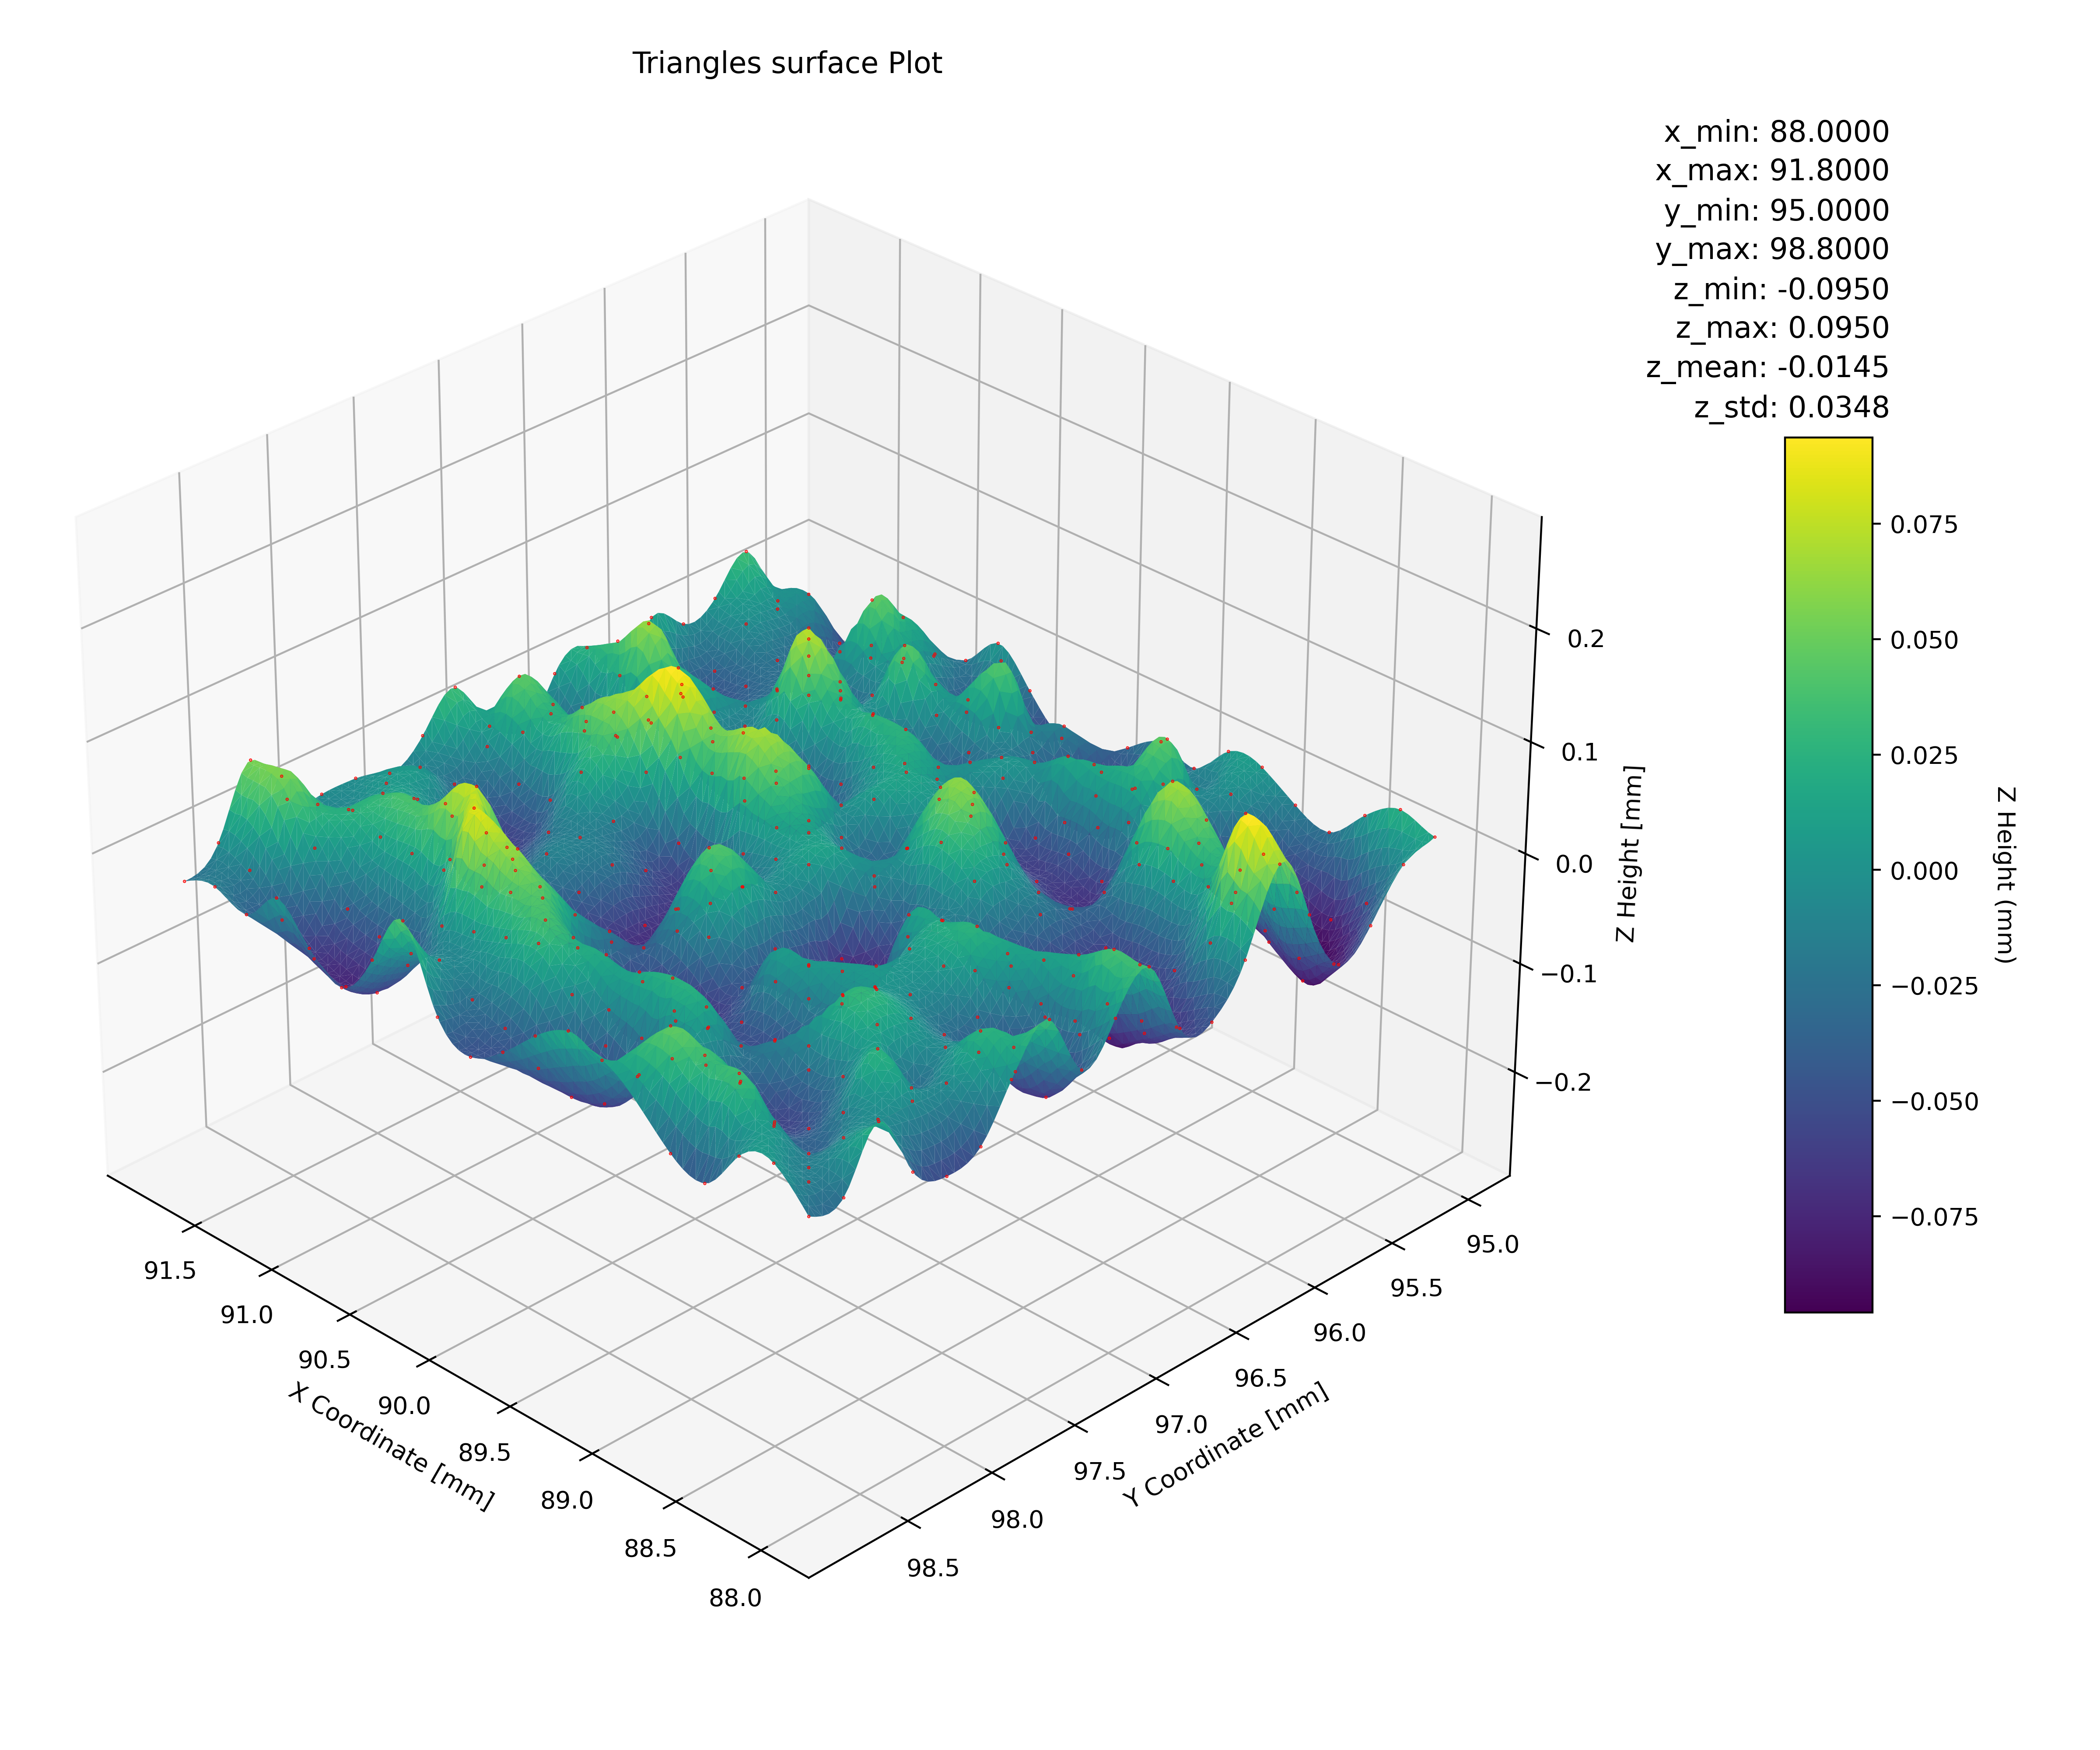 Triangles surface Plot
x_min: 88.0000
x_max: 91.8000
y_min: 95.0000
y_max: 98.8000
z_min: -0.0950
z_max: 0.0950
z_mean: -0.0145
z_std: 0.0348
0.075
0.050
0.025
0.000
−0.025
−0.050
−0.075
Z Height (mm)
0.2
0.1
0.0
−0.1
−0.2
Z Height [mm]
91.5
91.0
90.5
90.0
89.5
89.0
88.5
88.0
X Coordinate [mm]
95.0
95.5
96.0
96.5
97.0
97.5
98.0
98.5
Y Coordinate [mm]